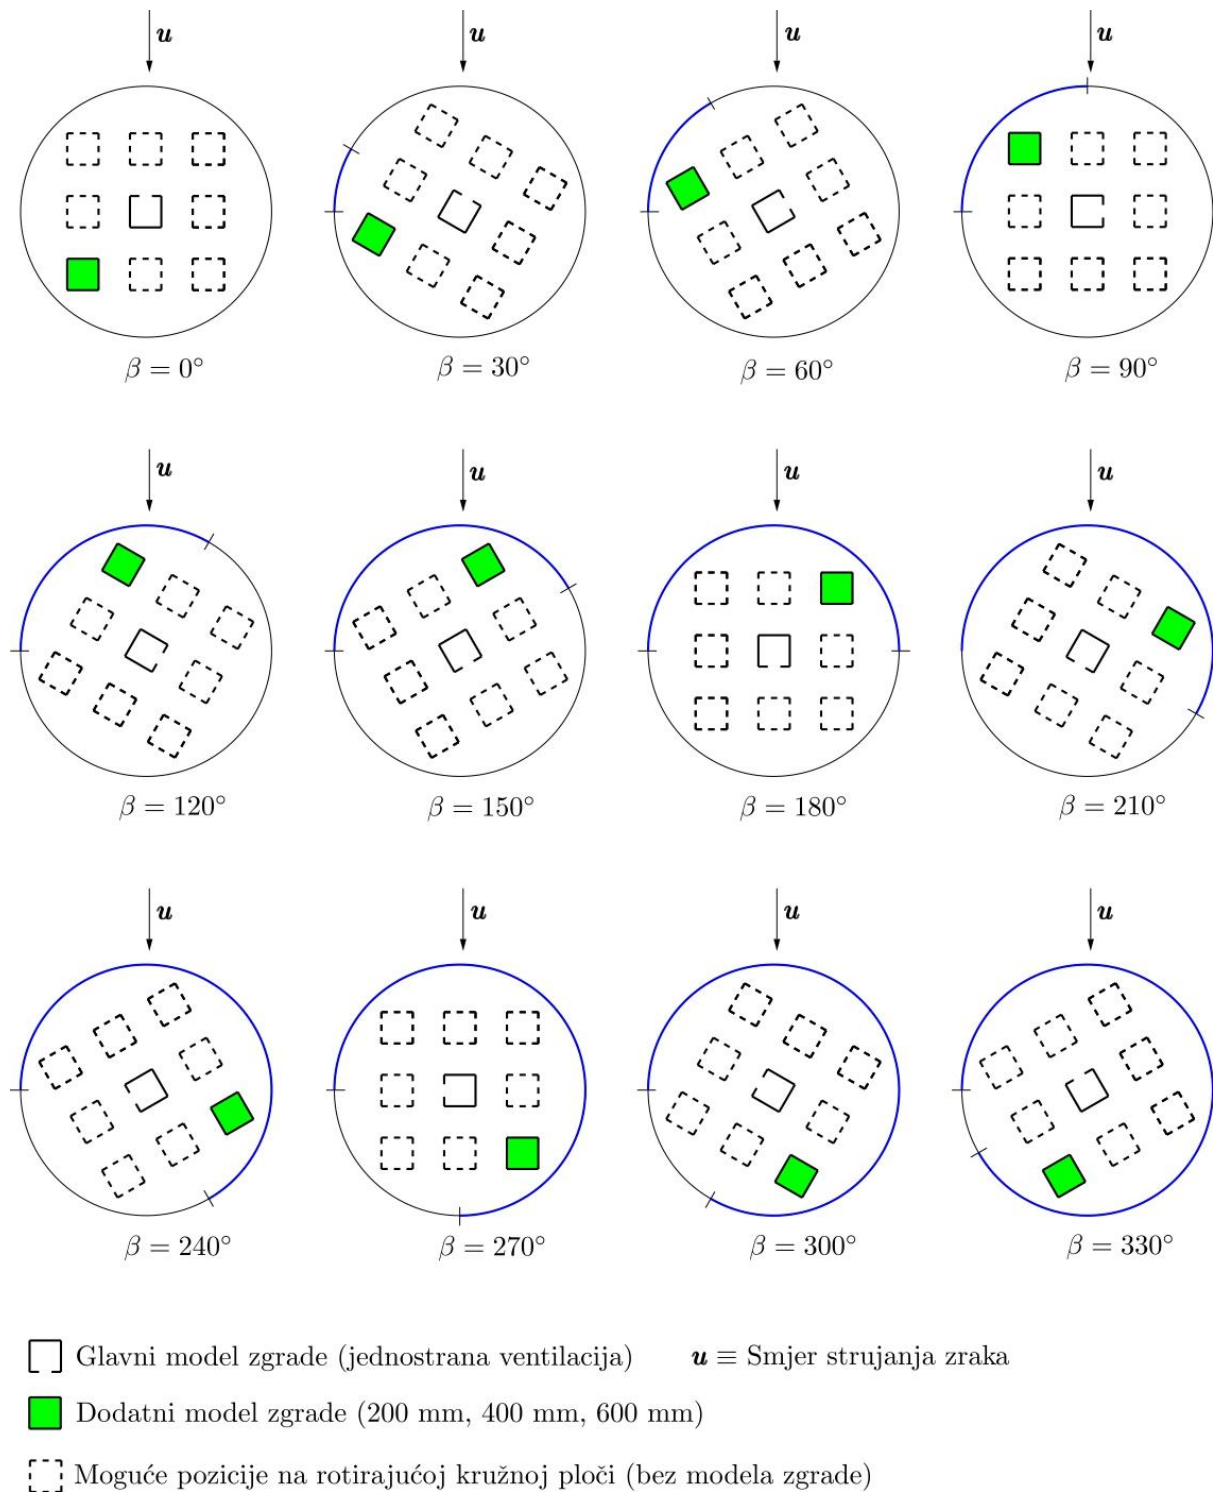 u u u u
β = 0° β = 30° β = 60° β = 90°
u u u u
β = 120° β = 150° β = 180° β = 210°
u u u u
β = 240° β = 270° β = 300° β = 330°
Glavni model zgrade (jednostrana ventilacija) u ≡ Smjer strujanja zraka
Dodatni model zgrade (200 mm, 400 mm, 600 mm)
Moguće pozicije na rotirajućoj kružnoj ploči (bez modela zgrade)